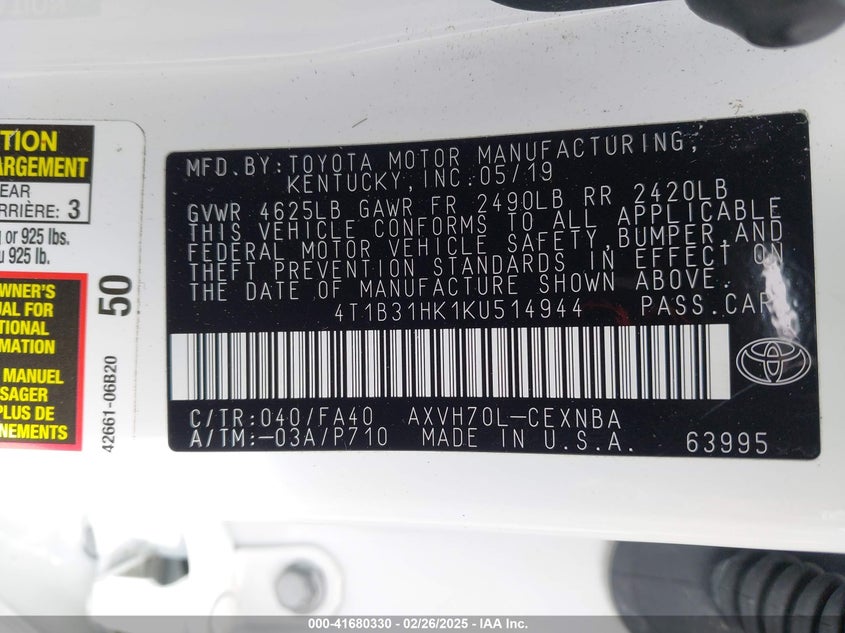 TION
ARGEMENT
EAR
ARRIÈRE: 3
g or 925 lbs.
u 925 lb.
WNER'S
UAL FOR
TIONAL
RMATION
MANUEL
SAGER
PLUS DE
NEMENTS
50
42661-06B20
MFD.BY:TOYOTA MOTOR MANUFACTURING,
KENTUCKY,INC.05/19
GVWR 4625LB GAWR FR 2490LB RR 2420LB
THIS VEHICLE CONFORMS TO ALL APPLICABLE
FEDERAL MOTOR VEHICLE SAFETY,BUMPER,AND
THEFT PREVENTION STANDARDS IN EFFECT ON
THE DATE OF MANUFACTURE SHOWN ABOVE.
4T1B31HK1KU514944 PASS.CAR
C/TR:040/FA40 AXVH70L-CEXNBA
A/TM:-03A/P710 MADE IN U.S.A. 63995
000-41680330 - 02/26/2025 - IAA Inc.